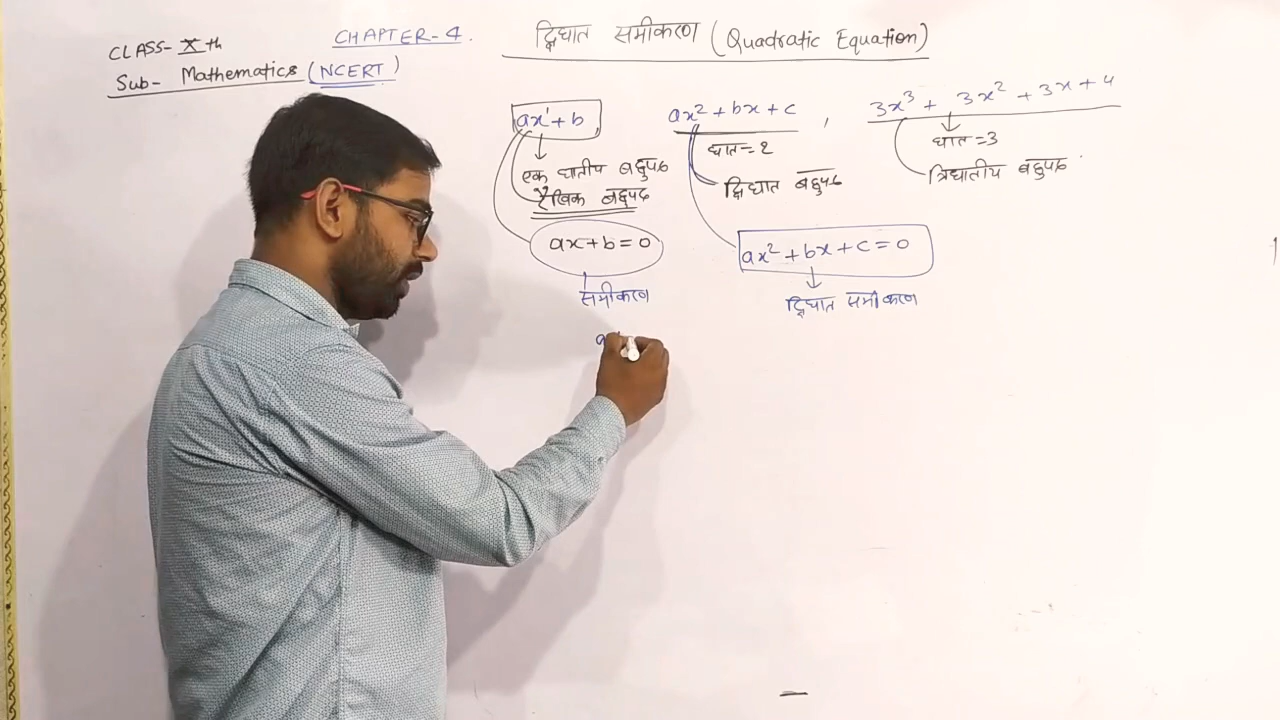 CLASS- Xth
Sub- Mathematics (NCERT)
CHAPTER-4.
द्विघात समीकरण (Quadratic Equation)
ax¹+b
एक घातीय बहुपद
रैखिक बहुपद
ax+b=0
समीकरण
a
ax²+bx+c ,
घात=2
द्विघात बहुपद
ax²+bx+c=0
द्विघात समीकरण
3x³+ 3x²+3x+4
घात=3
त्रिघातीय बहुपद